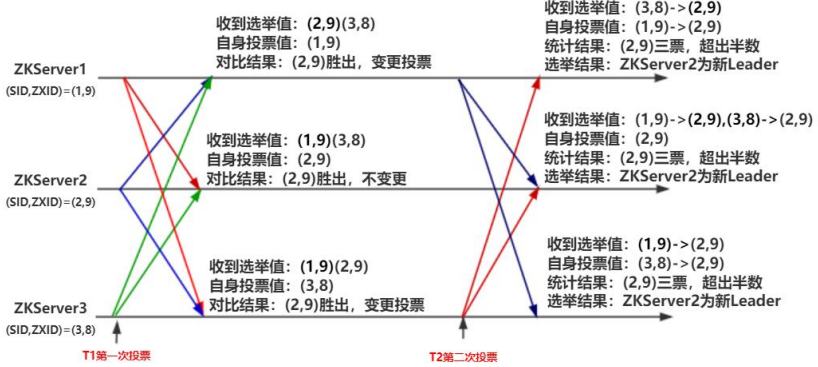 收到选举值：(2,9)(3,8)
自身投票值：(1,9)
对比结果：(2,9)胜出，变更投票
收到选举值：(3,8)->(2,9)
自身投票值：(1,9)->(2,9)
统计结果：(2,9)三票，超出半数
选举结果：ZKServer2为新Leader
ZKServer1
(SID,ZXID)=(1,9)
收到选举值：(1,9)(3,8)
自身投票值：(2,9)
对比结果：(2,9)胜出，不变更
收到选举值：(1,9)->(2,9),(3,8)->(2,9)
自身投票值：(2,9)
统计结果：(2,9)三票，超出半数
选举结果：ZKServer2为新Leader
ZKServer2
(SID,ZXID)=(2,9)
收到选举值：(1,9)(2,9)
自身投票值：(3,8)
对比结果：(2,9)胜出，变更投票
收到选举值：(1,9)->(2,9)
自身投票值：(3,8)->(2,9)
统计结果：(2,9)三票，超出半数
选举结果：ZKServer2为新Leader
ZKServer3
(SID,ZXID)=(3,8)
T1第一次投票
T2第二次投票